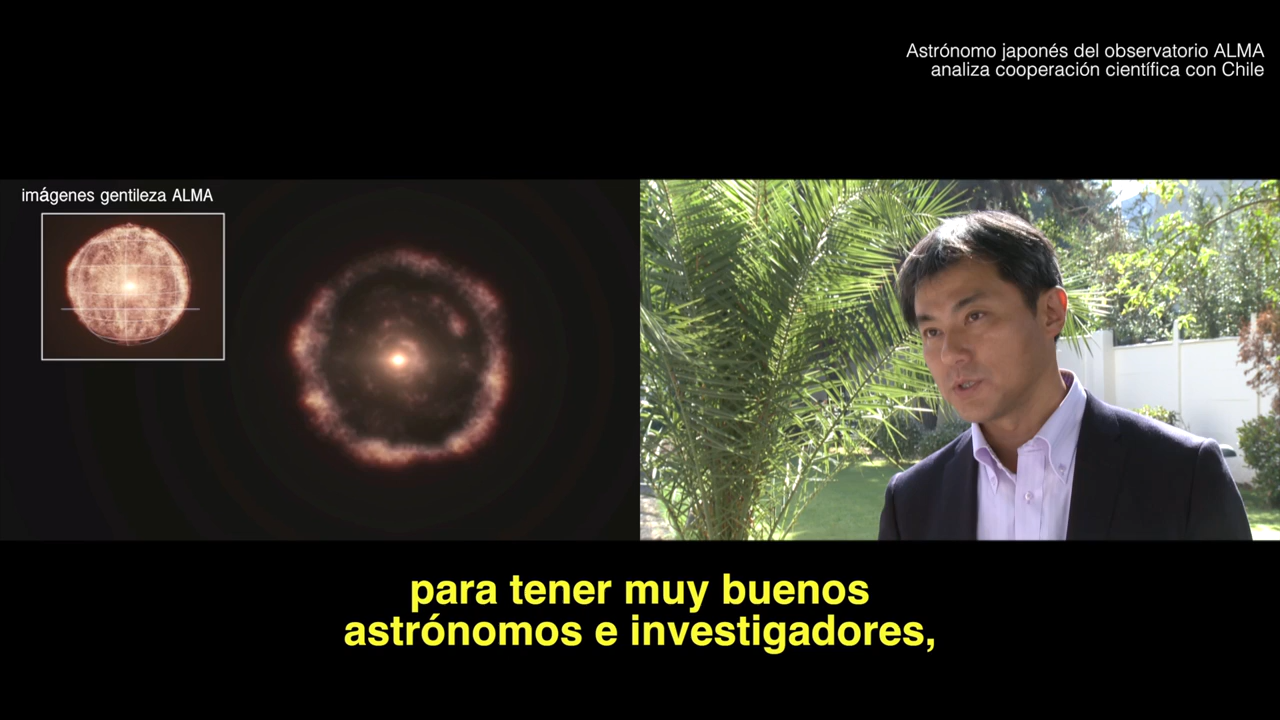 Astrónomo japonés del observatorio ALMA
analiza cooperación científica con Chile
imágenes gentileza ALMA
para tener muy buenos
astrónomos e investigadores,